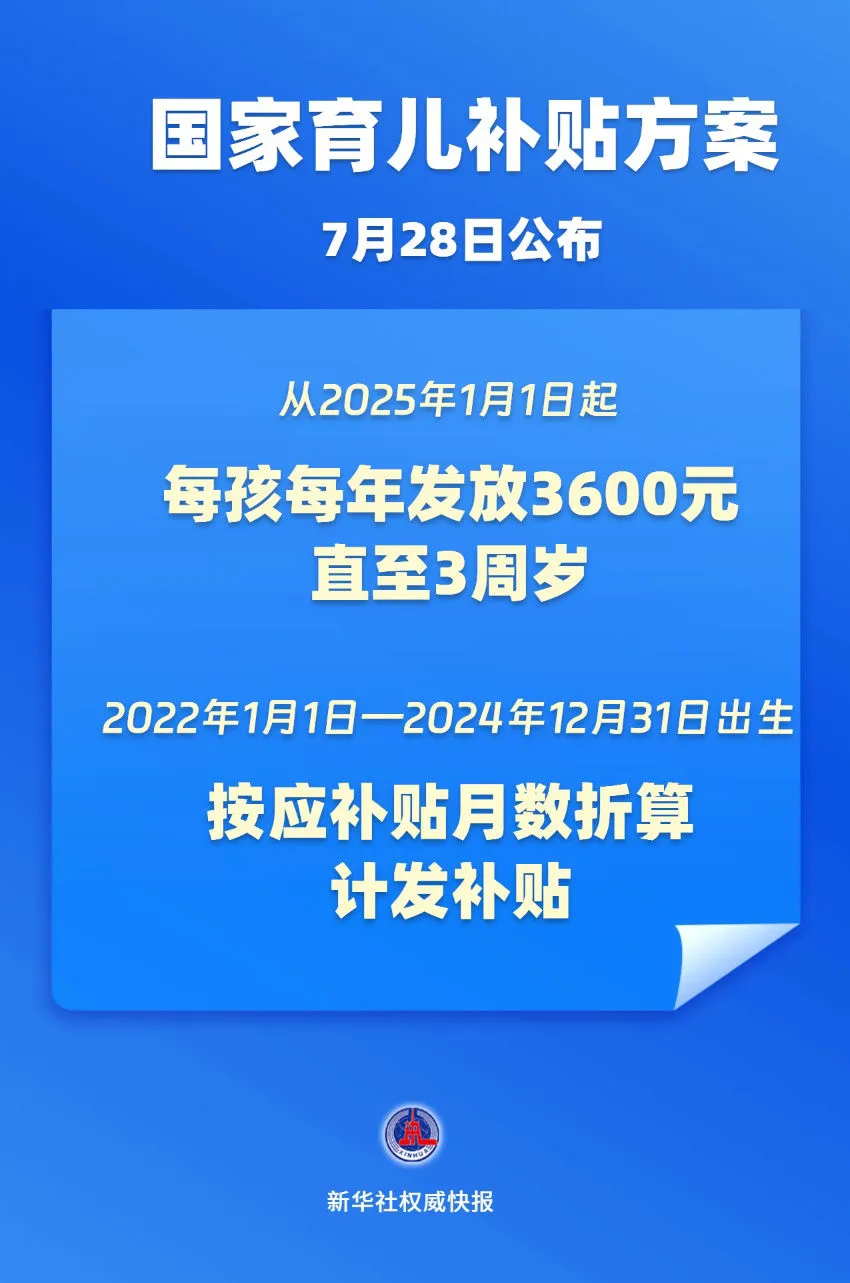 国家育儿补贴方案
7月28日公布
从2025年1月1日起
每孩每年发放3600元
直至3周岁
2022年1月1日—2024年12月31日出生
按应补贴月数折算
计发补贴
XINHUA
新华社权威快报